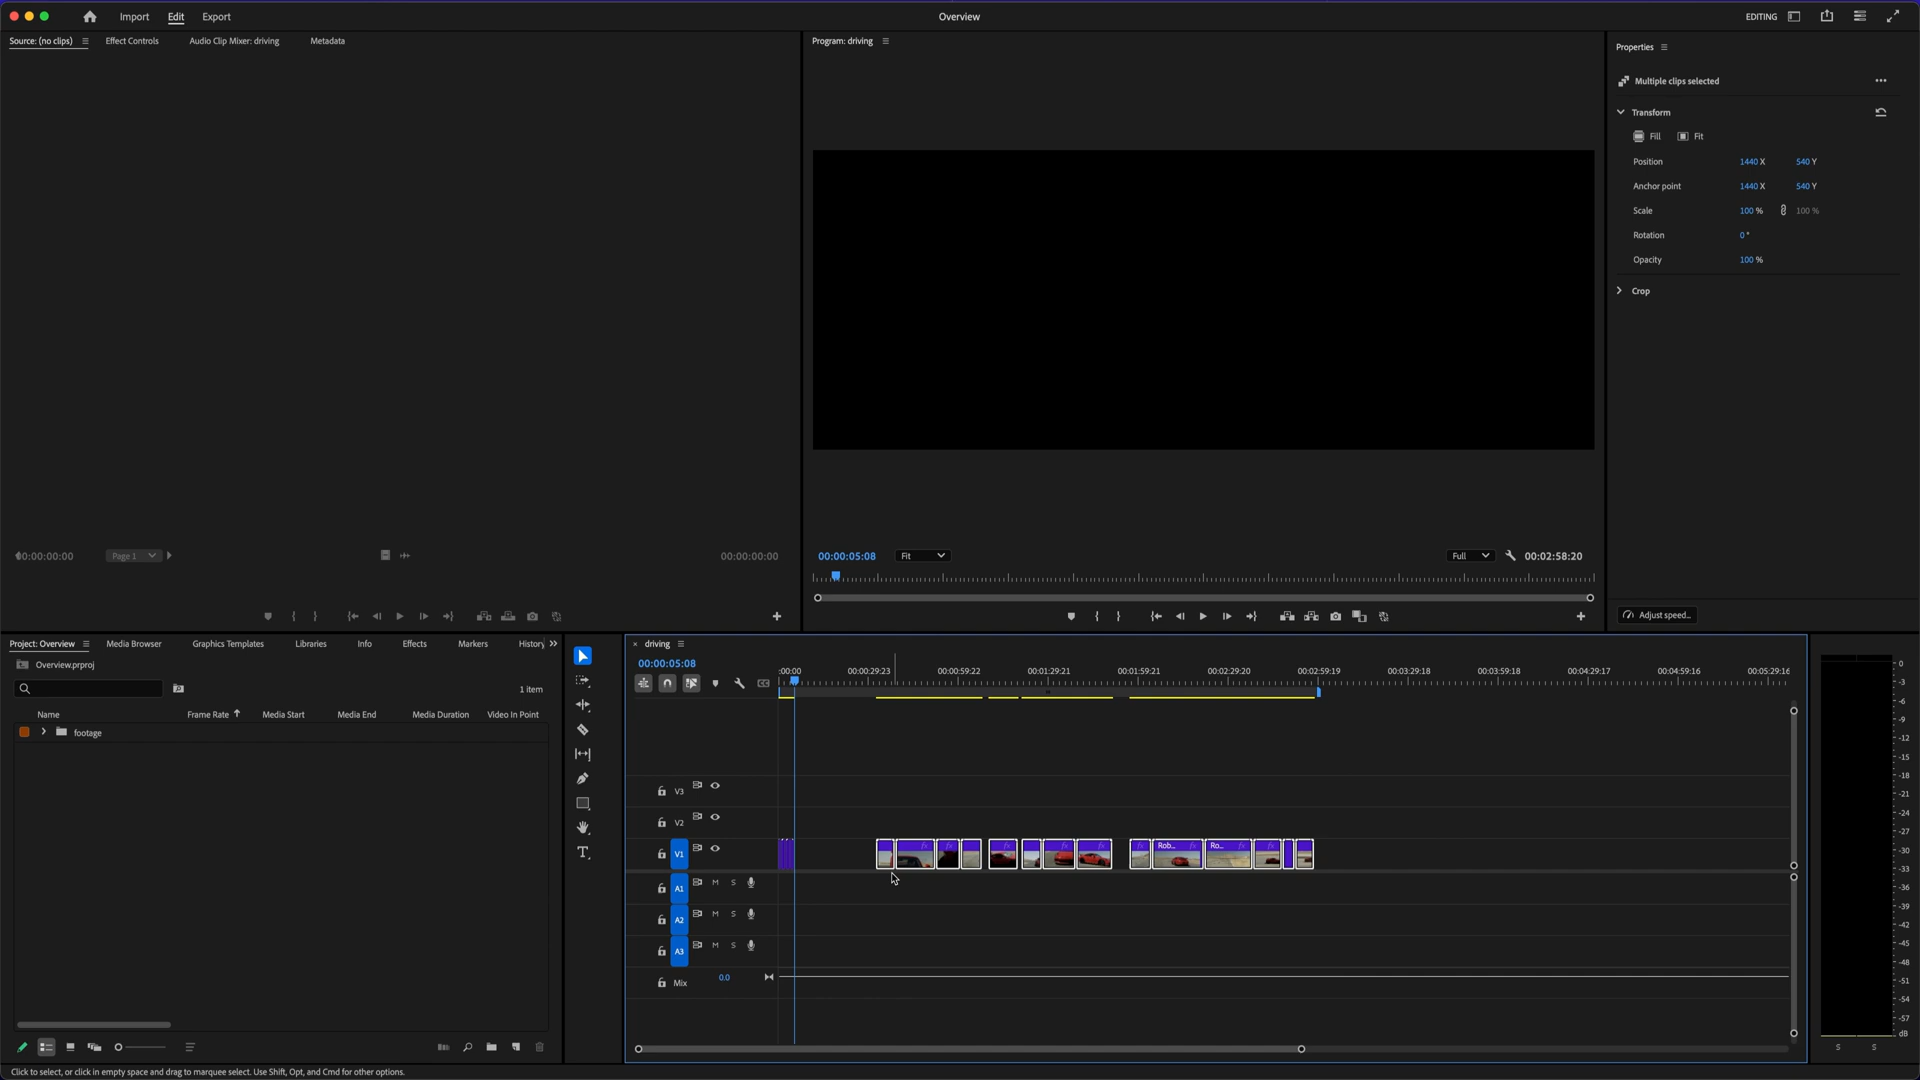 Import Edit Export
Overview
EDITING
Source: (no clips) Effect Controls Audio Clip Mixer: driving Metadata
Program: driving
Properties
Multiple clips selected
Transform
Fill Fit
Position 1440 X 540 Y
Anchor point 1440 X 540 Y
Scale 100 % 100 %
Rotation 0 °
Opacity 100 %
Crop
00:00:00:00 Page 1 00:00:00:00
00:00:05:08 Fit Full 00:02:58:20
Adjust speed...
Project: Overview Media Browser Graphics Templates Libraries Info Effects Markers History
Overview.prproj
1 item
Name Frame Rate Media Start Media End Media Duration Video In Point
footage
× driving
00:00:05:08
:00:00 00:00:29:23 00:00:59:22 00:01:29:21 00:01:59:21 00:02:29:20 00:02:59:19 00:03:29:18 00:03:59:18 00:04:29:17 00:04:59:16 00:05:29:16
V3
V2
V1
Rob... fx Ro... fx
A1 M S
A2 M S
A3 M S
Mix 0.0
0
-3
-6
-9
-12
-15
-18
-21
-24
-27
-30
-33
-36
-39
-42
-45
-48
-51
-54
-57
dB
S S
Click to select, or click in empty space and drag to marquee select. Use Shift, Opt, and Cmd for other options.